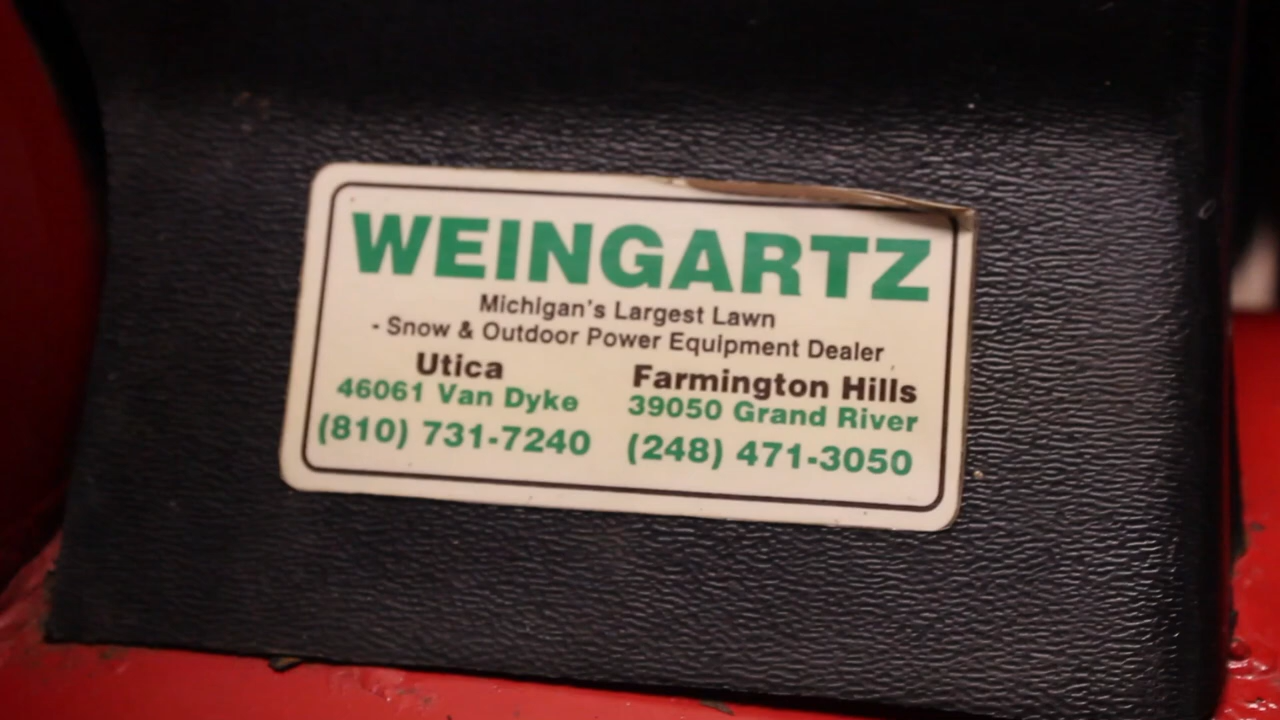 WEINGARTZ
Michigan's Largest Lawn
- Snow & Outdoor Power Equipment Dealer
Utica
46061 Van Dyke
(810) 731-7240
Farmington Hills
39050 Grand River
(248) 471-3050